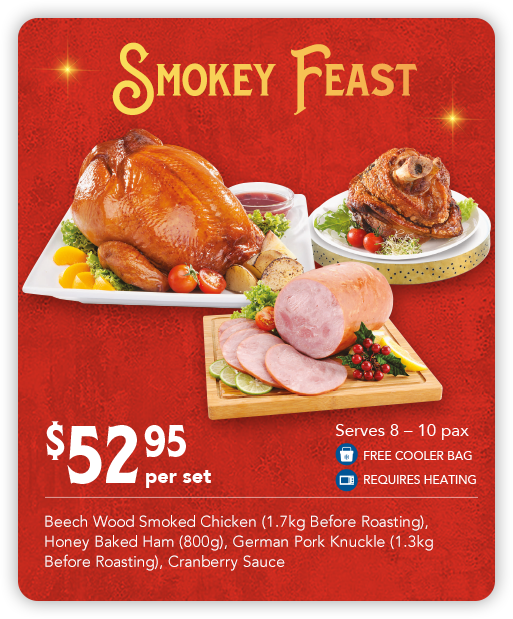 SMOKEY FEAST
$52.95
per set
Serves 8 – 10 pax
FREE COOLER BAG
REQUIRES HEATING
Beech Wood Smoked Chicken (1.7kg Before Roasting),
Honey Baked Ham (800g), German Pork Knuckle (1.3kg
Before Roasting), Cranberry Sauce